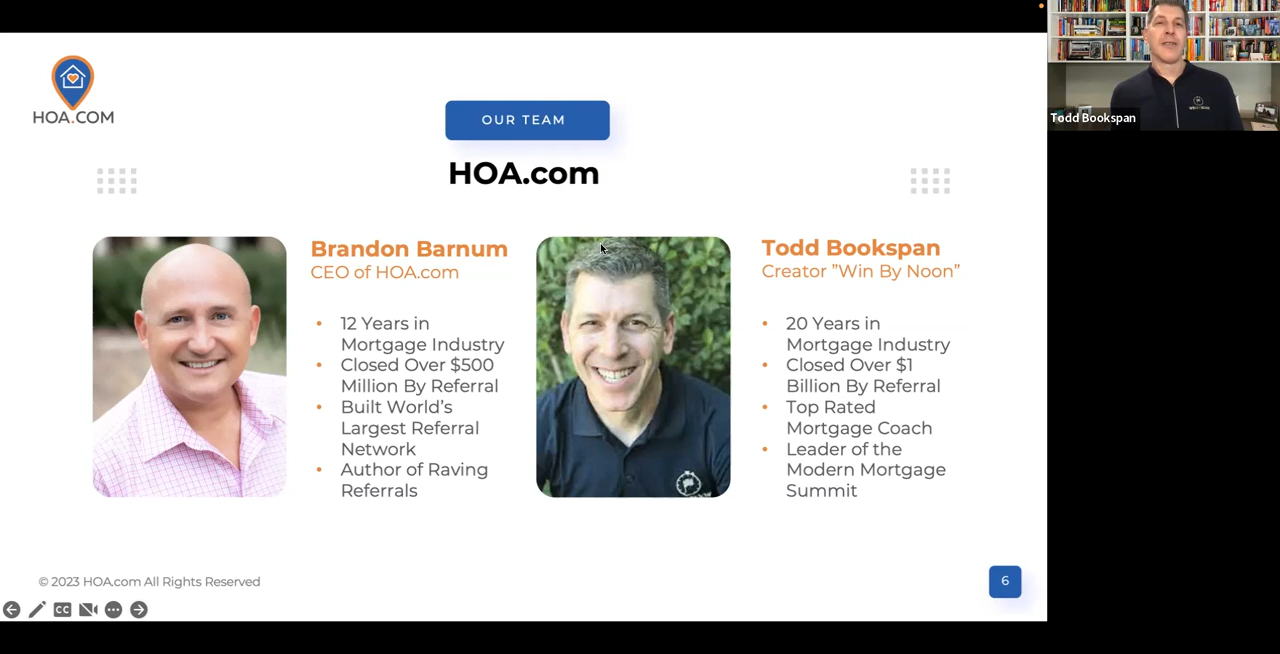 HOA.COM
OUR TEAM
HOA.com
Brandon Barnum
CEO of HOA.com
• 12 Years in
Mortgage Industry
• Closed Over $500
Million By Referral
• Built World’s
Largest Referral
Network
• Author of Raving
Referrals
Todd Bookspan
Creator ”Win By Noon”
• 20 Years in
Mortgage Industry
• Closed Over $1
Billion By Referral
• Top Rated
Mortgage Coach
• Leader of the
Modern Mortgage
Summit
© 2023 HOA.com All Rights Reserved
6
CC
Todd Bookspan